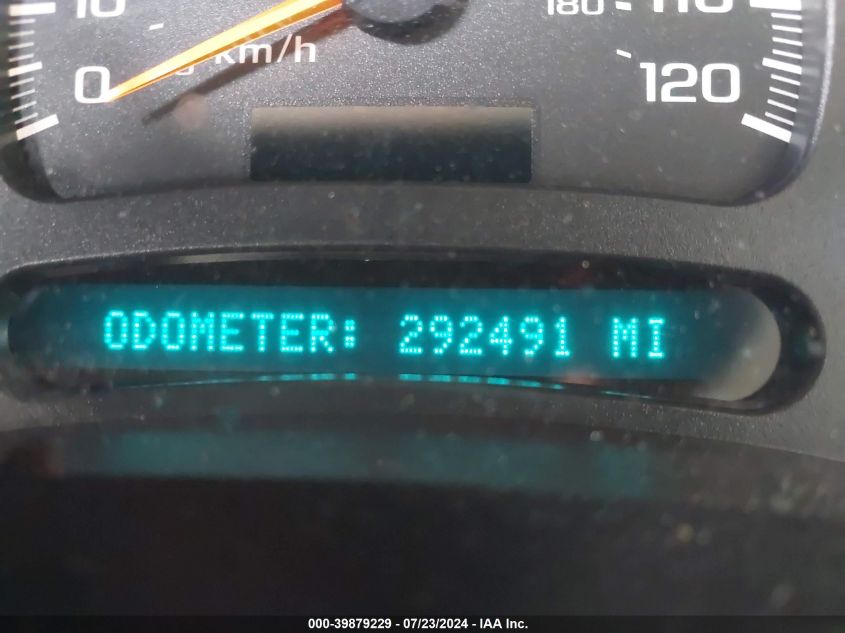 10 180 110
0 km/h 120
ODOMETER: 292491 MI
000-39879229 - 07/23/2024 - IAA Inc.